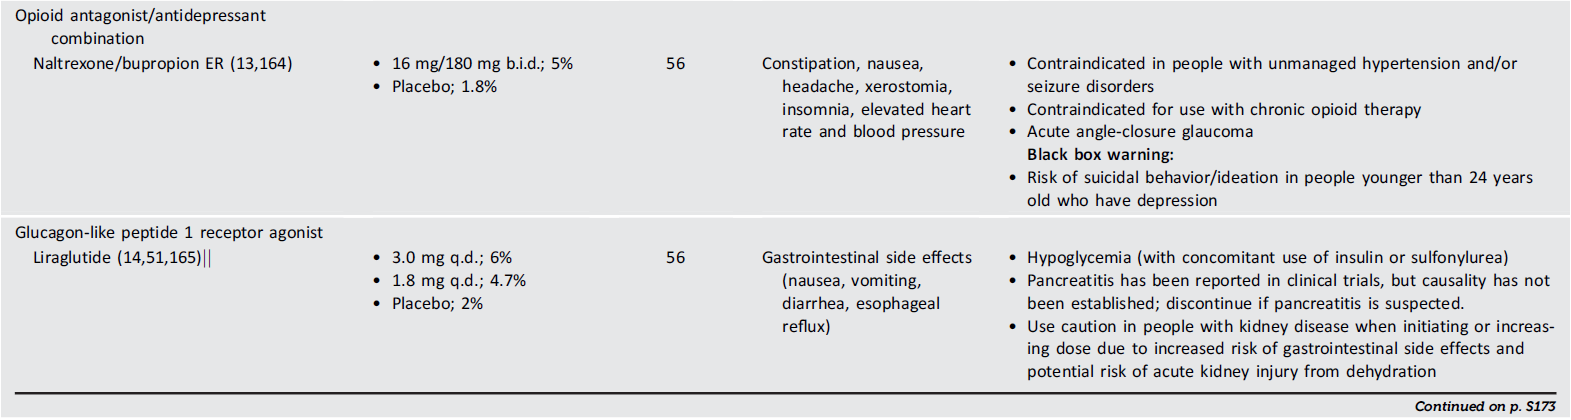 Opioid antagonist/antidepressant
combination
Naltrexone/bupropion ER (13,164)
• 16 mg/180 mg b.i.d.; 5%
• Placebo; 1.8%
56
Constipation, nausea,
headache, xerostomia,
insomnia, elevated heart
rate and blood pressure
• Contraindicated in people with unmanaged hypertension and/or
seizure disorders
• Contraindicated for use with chronic opioid therapy
• Acute angle-closure glaucoma
Black box warning:
• Risk of suicidal behavior/ideation in people younger than 24 years
old who have depression
Glucagon-like peptide 1 receptor agonist
Liraglutide (14,51,165)||
• 3.0 mg q.d.; 6%
• 1.8 mg q.d.; 4.7%
• Placebo; 2%
56
Gastrointestinal side effects
(nausea, vomiting,
diarrhea, esophageal
reflux)
• Hypoglycemia (with concomitant use of insulin or sulfonylurea)
• Pancreatitis has been reported in clinical trials, but causality has not
been established; discontinue if pancreatitis is suspected.
• Use caution in people with kidney disease when initiating or increas-
ing dose due to increased risk of gastrointestinal side effects and
potential risk of acute kidney injury from dehydration
Continued on p. S173